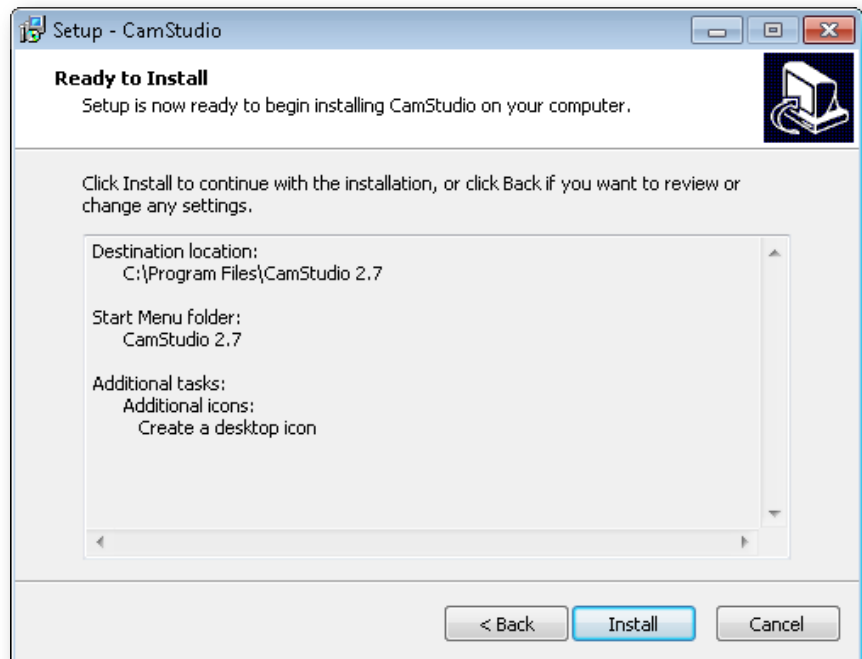 Setup - CamStudio
Ready to Install
Setup is now ready to begin installing CamStudio on your computer.
Click Install to continue with the installation, or click Back if you want to review or
change any settings.
Destination location:
C:\Program Files\CamStudio 2.7
Start Menu folder:
CamStudio 2.7
Additional tasks:
Additional icons:
Create a desktop icon
< Back
Install
Cancel